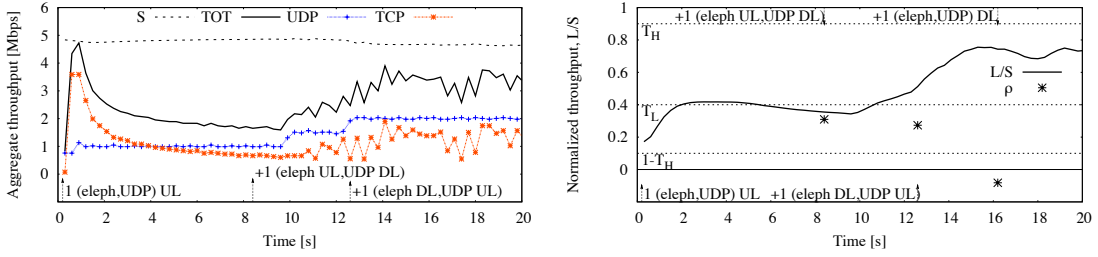 S TOT UDP TCP
Aggregate throughput [Mbps]
6
5
4
3
2
1
0
+1 (eleph UL,UDP DL)
1 (eleph,UDP) UL
+1 (eleph DL,UDP UL)
0 2 4 6 8 10 12 14 16 18 20
Time [s]
Normalized throughput, L/S
1
0.8
0.6
0.4
0.2
0
+1 (eleph UL,UDP DL) +1 (eleph,UDP) DL
T_H
L/S
ρ
T_L
1-T_H
1 (eleph,UDP) UL +1 (eleph DL,UDP UL)
0 2 4 6 8 10 12 14 16 18 20
Time [s]